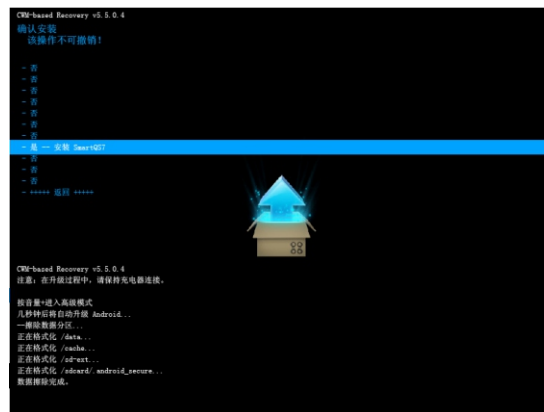 CWM-based Recovery v5.5.0.4
确认安装
该操作不可撤销!
- 否
- 否
- 否
- 否
- 否
- 否
- 否
- 是 -- 安装 SmartQS7
- 否
- 否
- 否
- +++++ 返回 +++++
CWM-based Recovery v5.5.0.4
注意: 在升级过程中, 请保持充电器连接。
按音量+进入高级模式
几秒钟后将自动升级 Android...
--擦除数据分区...
正在格式化 /data...
正在格式化 /cache...
正在格式化 /sd-ext...
正在格式化 /sdcard/.android_secure...
数据擦除完成。